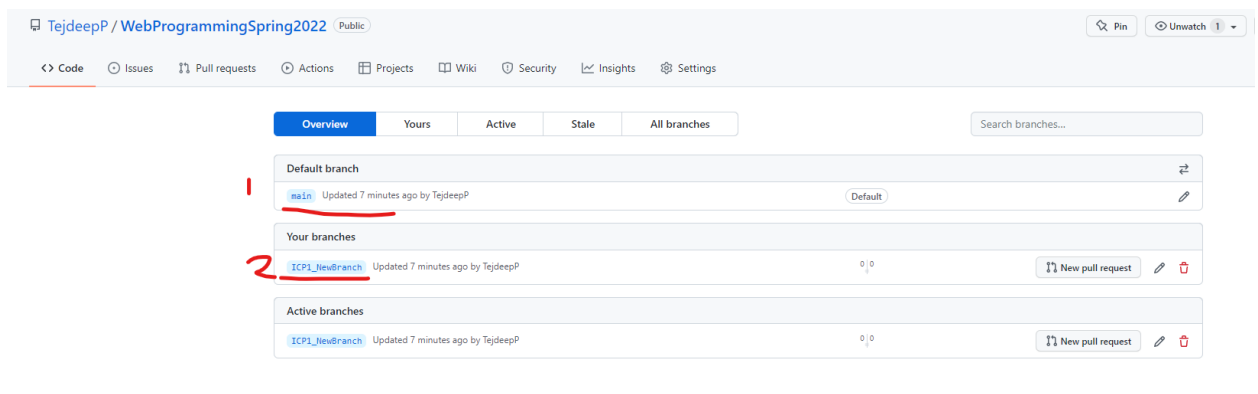 TejdeepP / WebProgrammingSpring2022 Public
Pin
Unwatch 1
Code
Issues
Pull requests
Actions
Projects
Wiki
Security
Insights
Settings
Overview
Yours
Active
Stale
All branches
Search branches...
Default branch
1
main Updated 7 minutes ago by TejdeepP Default
Your branches
2
ICP1_NewBranch Updated 7 minutes ago by TejdeepP 0 0 New pull request
Active branches
ICP1_NewBranch Updated 7 minutes ago by TejdeepP 0 0 New pull request